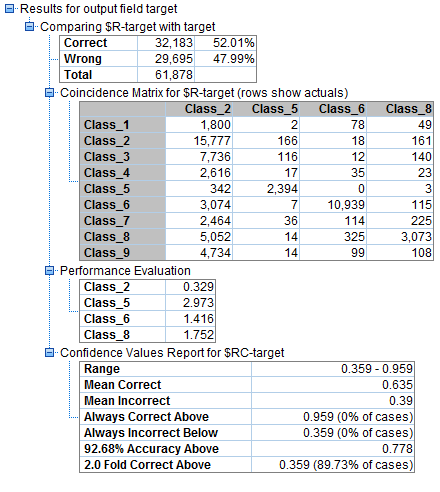 Results for output field target
Comparing $R-target with target
Correct 32,183 52.01%
Wrong 29,695 47.99%
Total 61,878
Coincidence Matrix for $R-target (rows show actuals)
Class_2 Class_5 Class_6 Class_8
Class_1 1,800 2 78 49
Class_2 15,777 166 18 161
Class_3 7,736 116 12 140
Class_4 2,616 17 35 23
Class_5 342 2,394 0 3
Class_6 3,074 7 10,939 115
Class_7 2,464 36 114 225
Class_8 5,052 14 325 3,073
Class_9 4,734 14 99 108
Performance Evaluation
Class_2 0.329
Class_5 2.973
Class_6 1.416
Class_8 1.752
Confidence Values Report for $RC-target
Range 0.359 - 0.959
Mean Correct 0.635
Mean Incorrect 0.39
Always Correct Above 0.959 (0% of cases)
Always Incorrect Below 0.359 (0% of cases)
92.68% Accuracy Above 0.778
2.0 Fold Correct Above 0.359 (89.73% of cases)